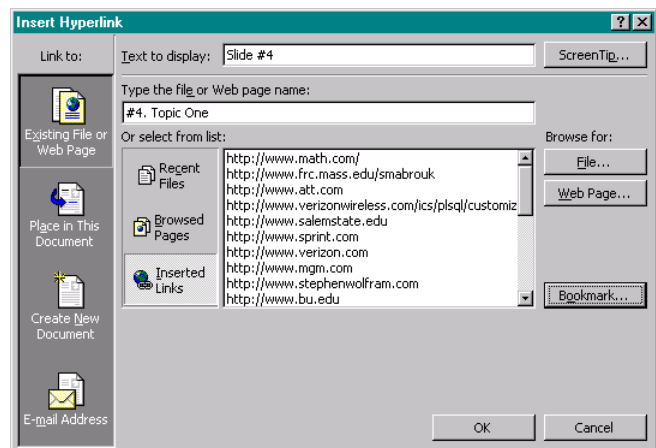 Insert Hyperlink
Link to:
Text to display:
Slide #4
ScreenTip...
Type the file or Web page name:
#4. Topic One
Existing File or
Web Page
Or select from list:
Browse for:
Recent
Files
http://www.math.com/
http://www.frc.mass.edu/smabrouk
http://www.att.com
http://www.verizonwireless.com/ics/plsql/customiz
http://www.salemstate.edu
http://www.sprint.com
http://www.verizon.com
http://www.mgm.com
http://www.stephenwolfram.com
http://www.bu.edu
File...
Web Page...
Place in This
Document
Browsed
Pages
Inserted
Links
Bookmark...
Create New
Document
E-mail Address
OK
Cancel